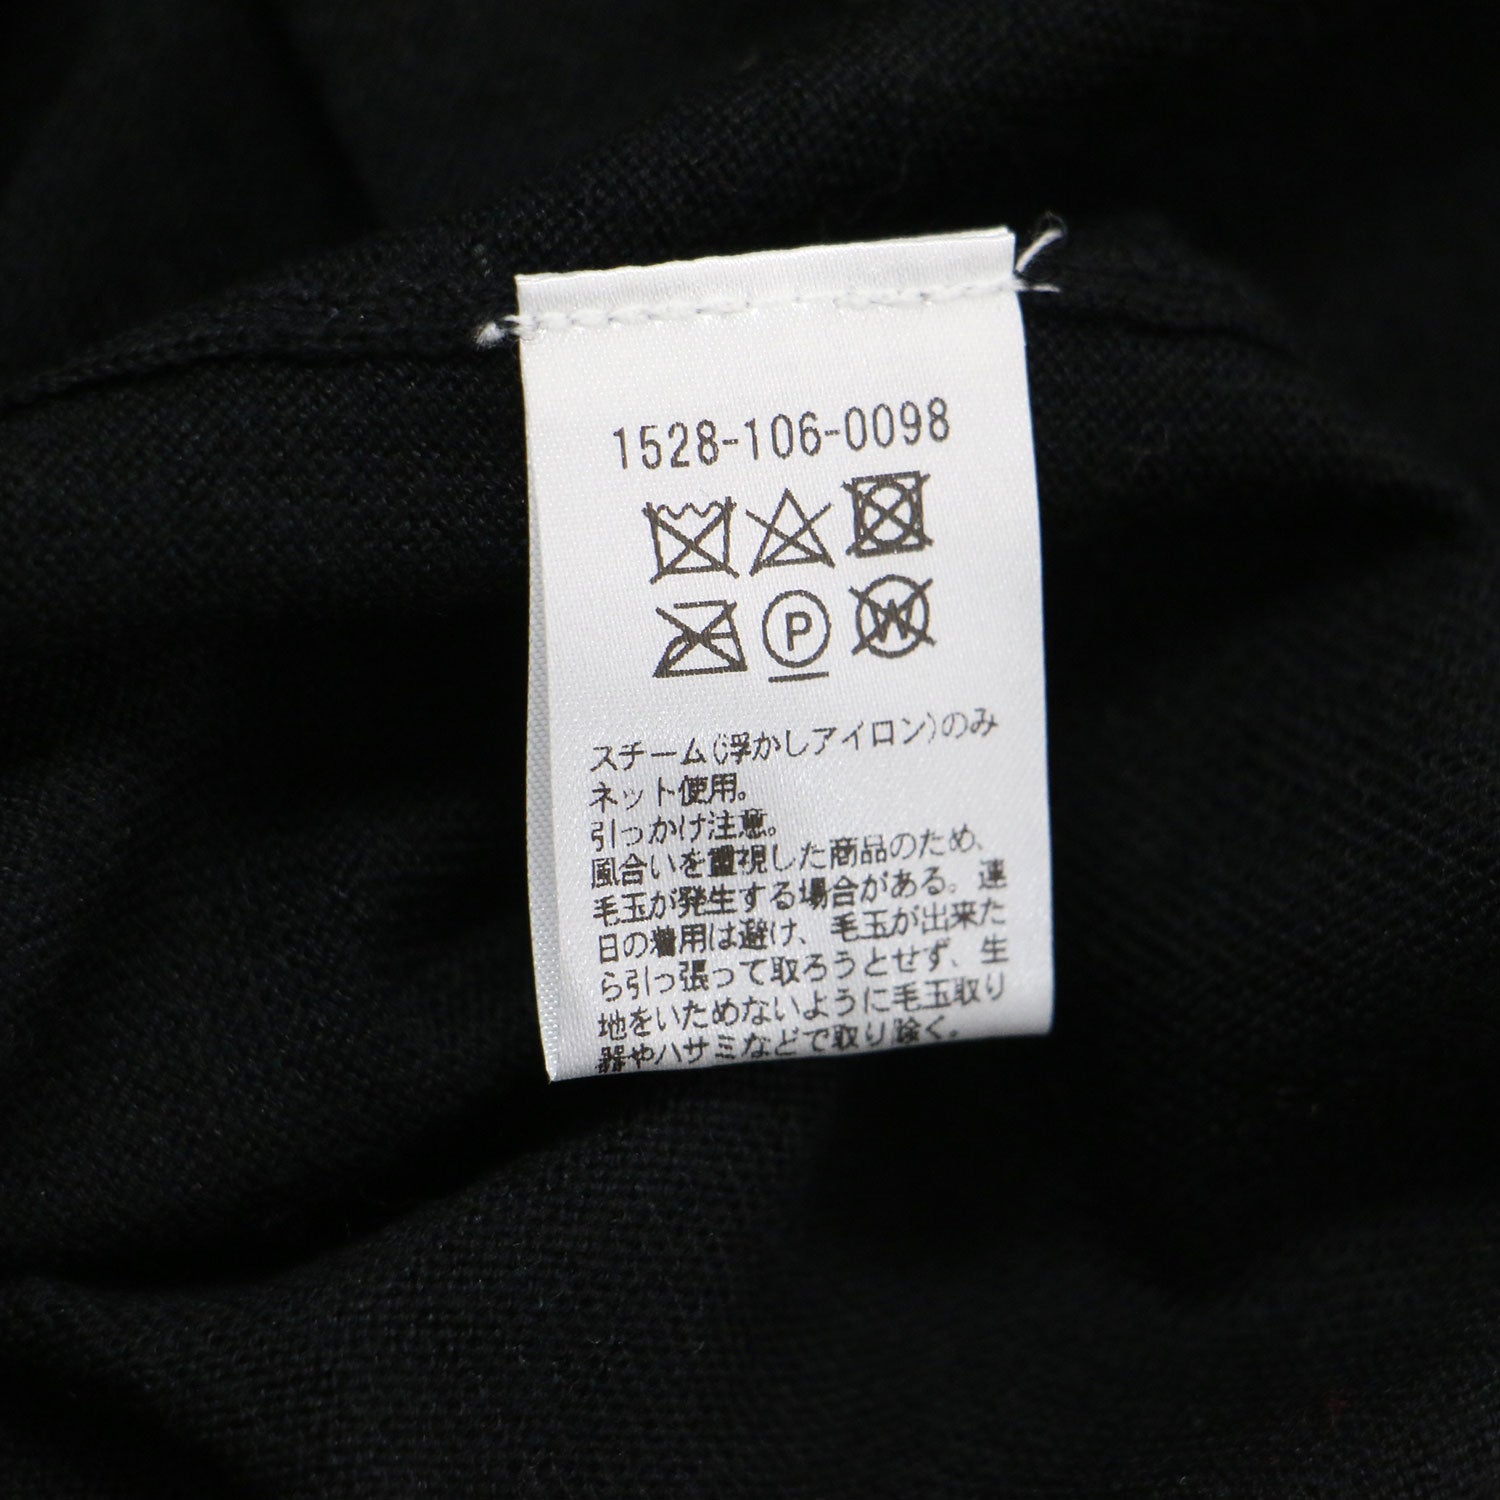 1528-106-0098
P
W
スチーム(浮かしアイロン)のみ
ネット使用。
引っかけ注意。
風合いを重視した商品のため、
毛玉が発生する場合がある。連
日の着用は避け、毛玉が出来た
ら引っ張って取ろうとせず、生
地をいためないように毛玉取り
器やハサミなどで取り除く。